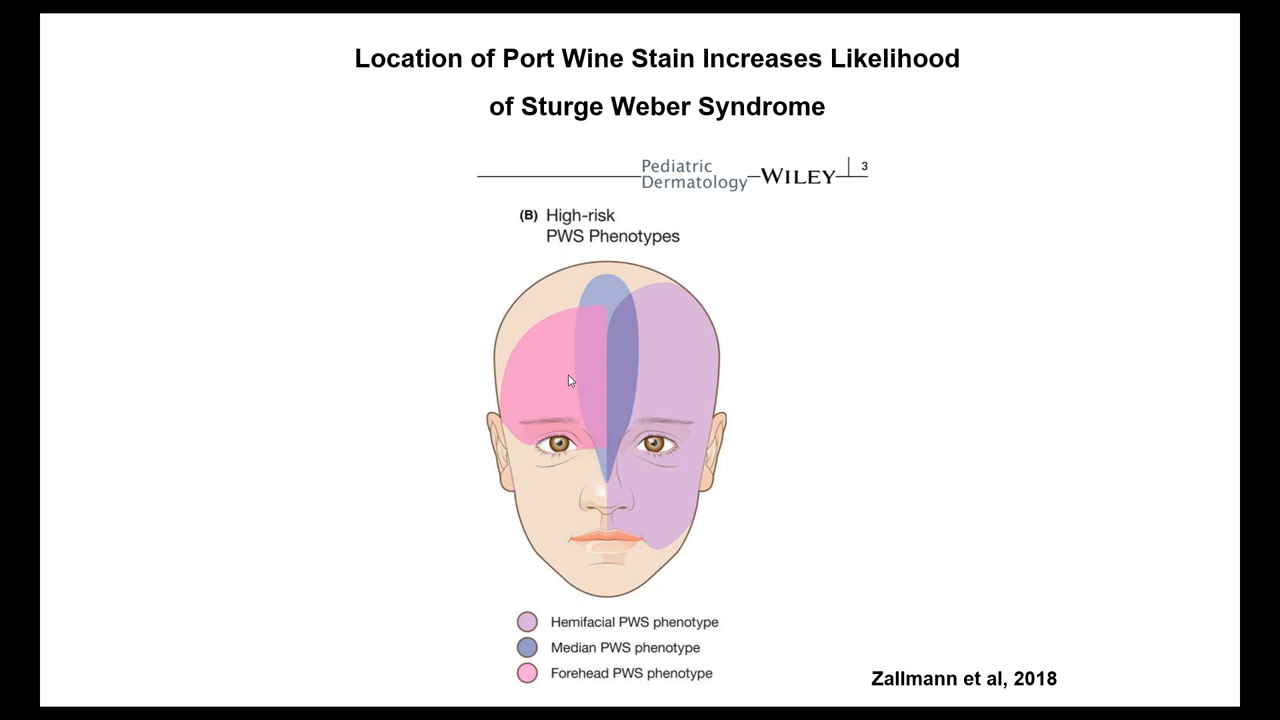 Location of Port Wine Stain Increases Likelihood
of Sturge Weber Syndrome
Pediatric
Dermatology WILEY 3
(B) High-risk
PWS Phenotypes
Hemifacial PWS phenotype
Median PWS phenotype
Forehead PWS phenotype
Zallmann et al, 2018